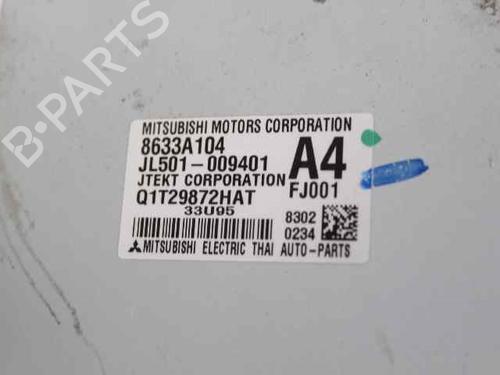 MITSUBISHI MOTORS CORPORATION
8633A104
JL501-009401
A4
JTEKT CORPORATION
FJ001
Q1T29872HAT
33U95
8302
0234
MITSUBISHI ELECTRIC THAI AUTO-PARTS
B PARTS